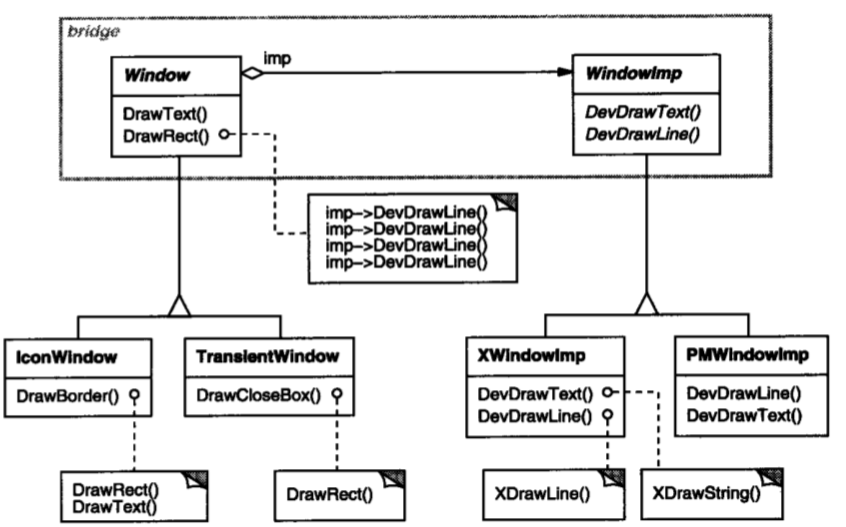 bridge
Window
imp
WindowImp
DrawText()
DrawRect()
DevDrawText()
DevDrawLine()
imp->DevDrawLine()
imp->DevDrawLine()
imp->DevDrawLine()
imp->DevDrawLine()
IconWindow
DrawBorder()
TransientWindow
DrawCloseBox()
XWindowImp
DevDrawText()
DevDrawLine()
PMWindowImp
DevDrawLine()
DevDrawText()
DrawRect()
DrawText()
DrawRect()
XDrawLine()
XDrawString()